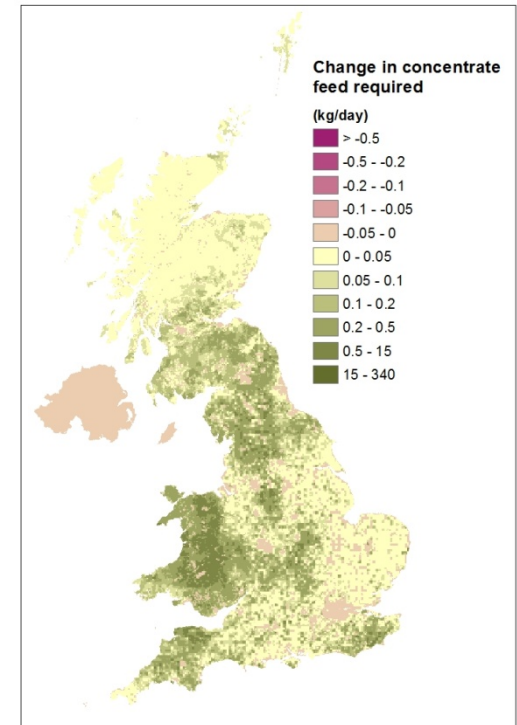 Change in concentrate
feed required
(kg/day)
> -0.5
-0.5 - -0.2
-0.2 - -0.1
-0.1 - -0.05
-0.05 - 0
0 - 0.05
0.05 - 0.1
0.1 - 0.2
0.2 - 0.5
0.5 - 15
15 - 340